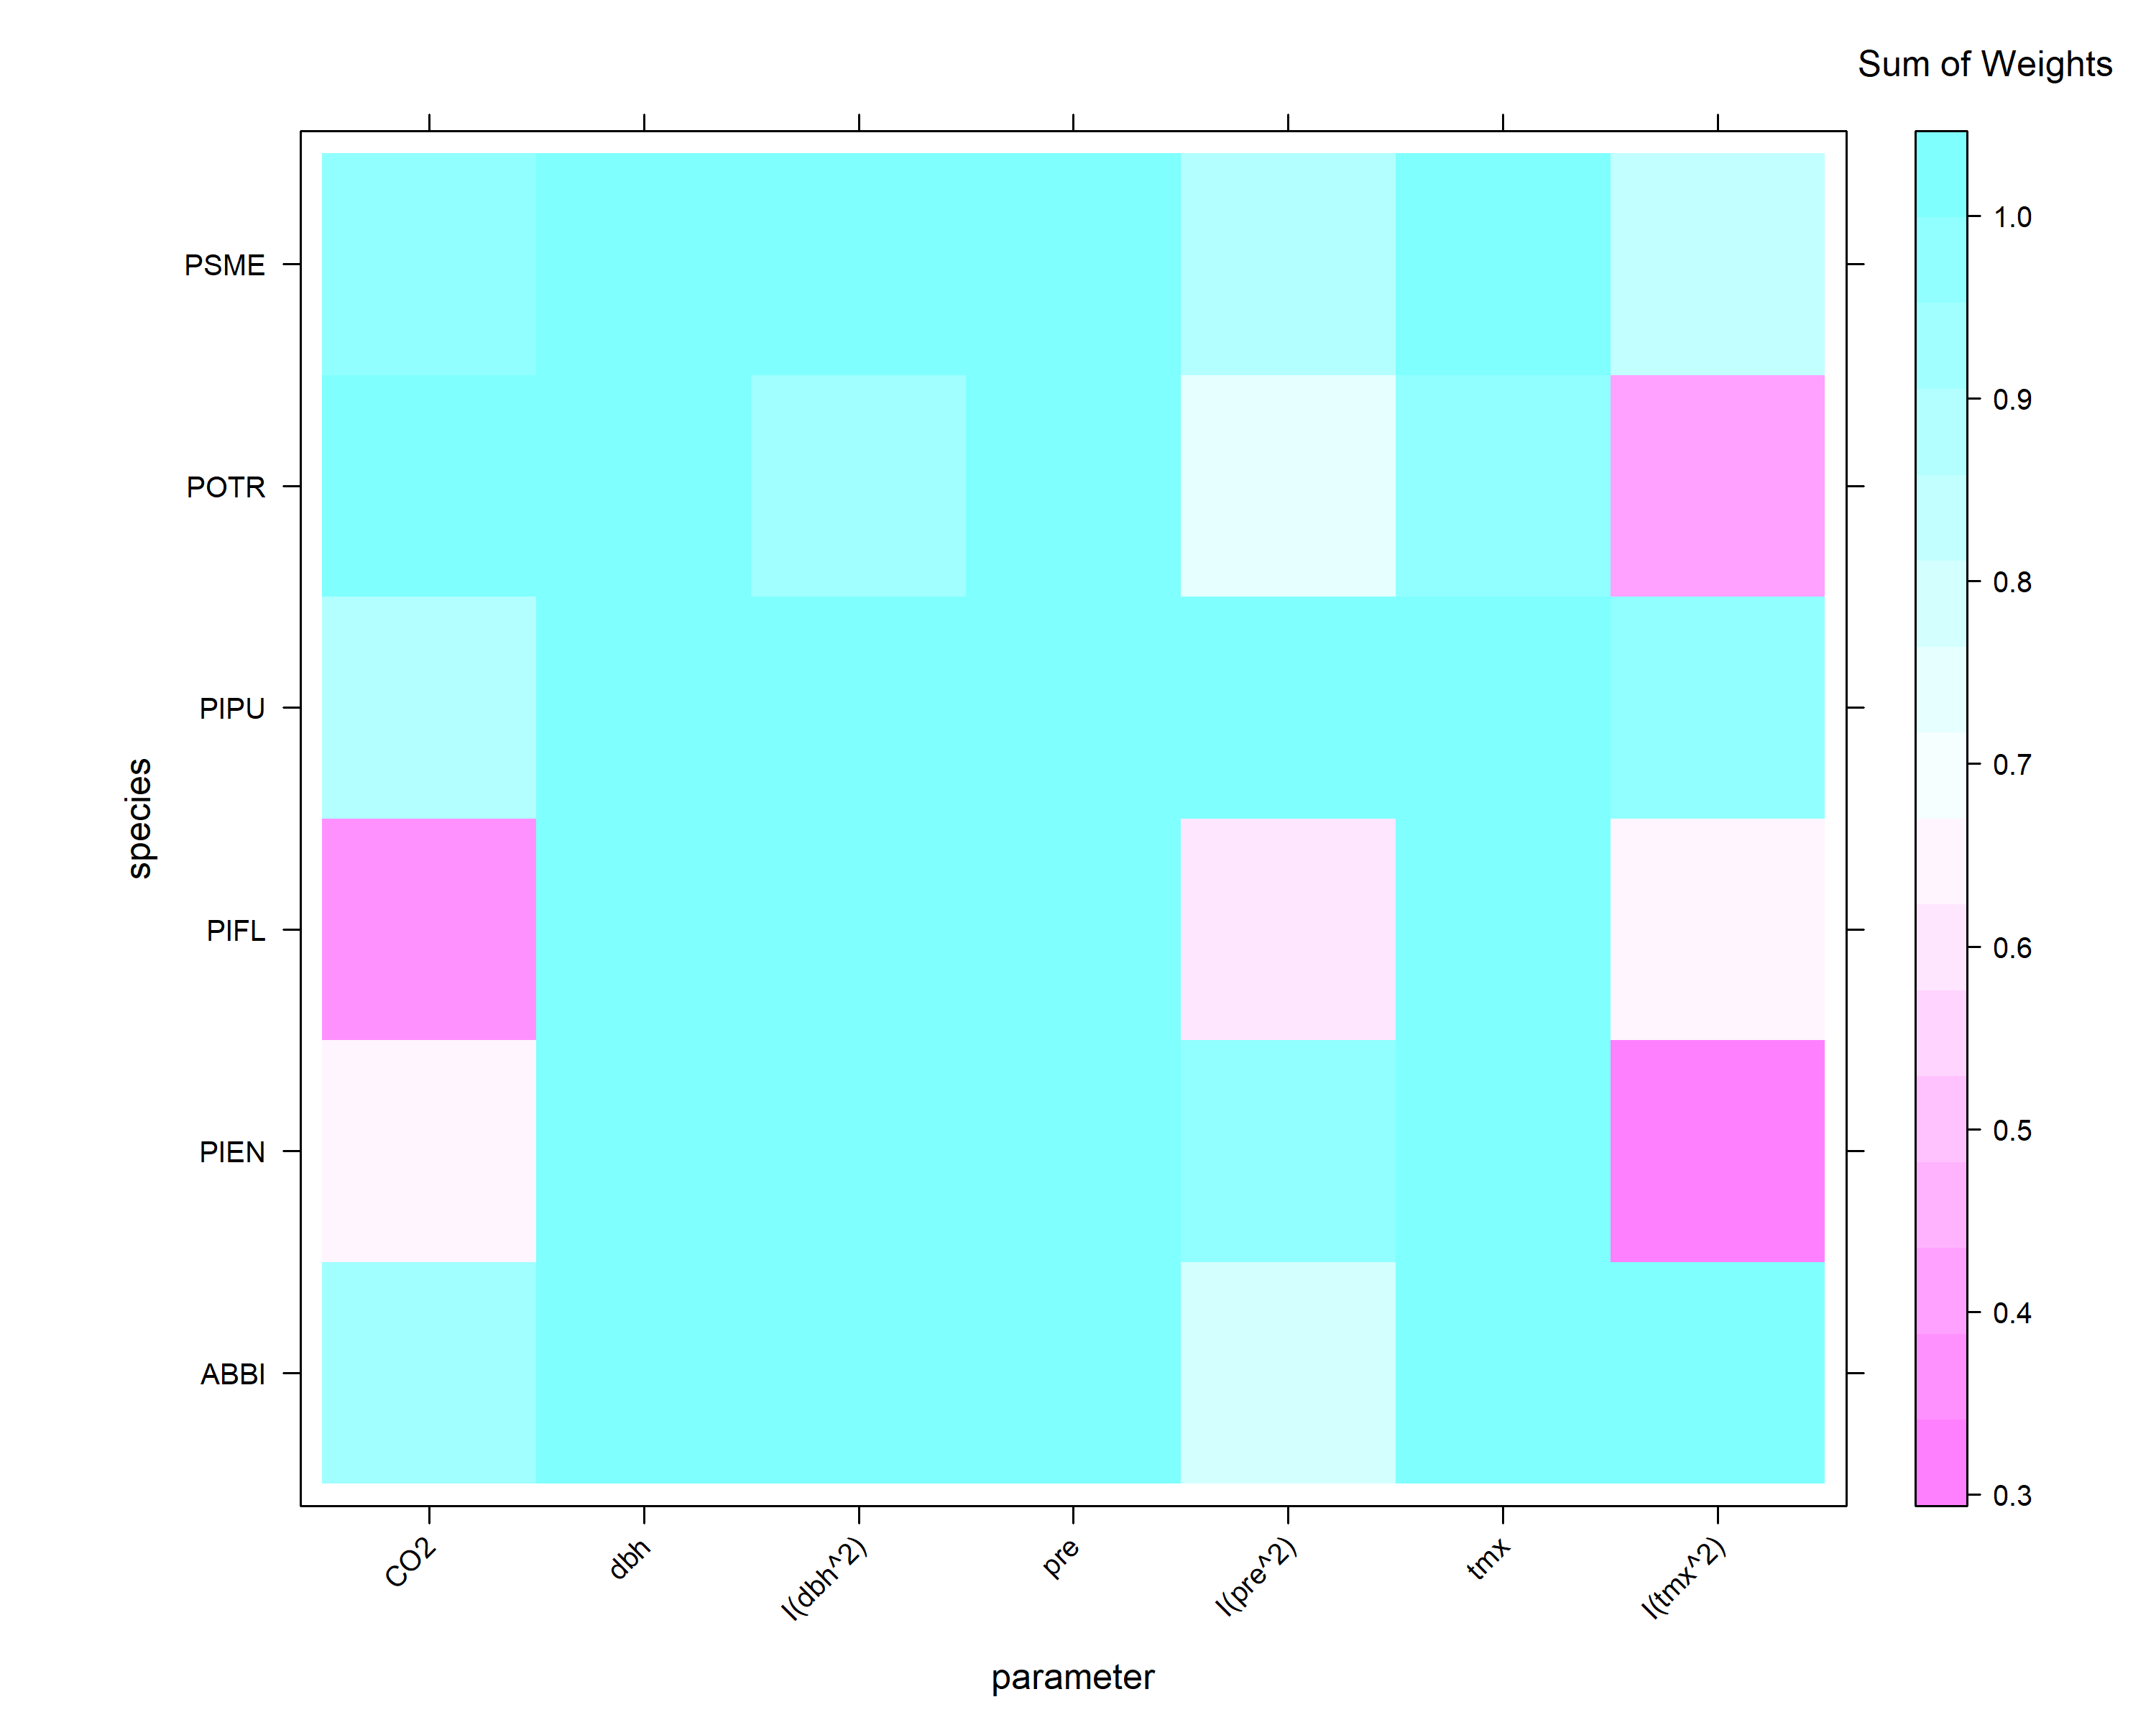 Sum of Weights
1.0
0.9
0.8
0.7
0.6
0.5
0.4
0.3
species
PSME
POTR
PIPU
PIFL
PIEN
ABBI
CO2
dbh
I(dbh^2)
pre
I(pre^2)
tmx
I(tmx^2)
parameter